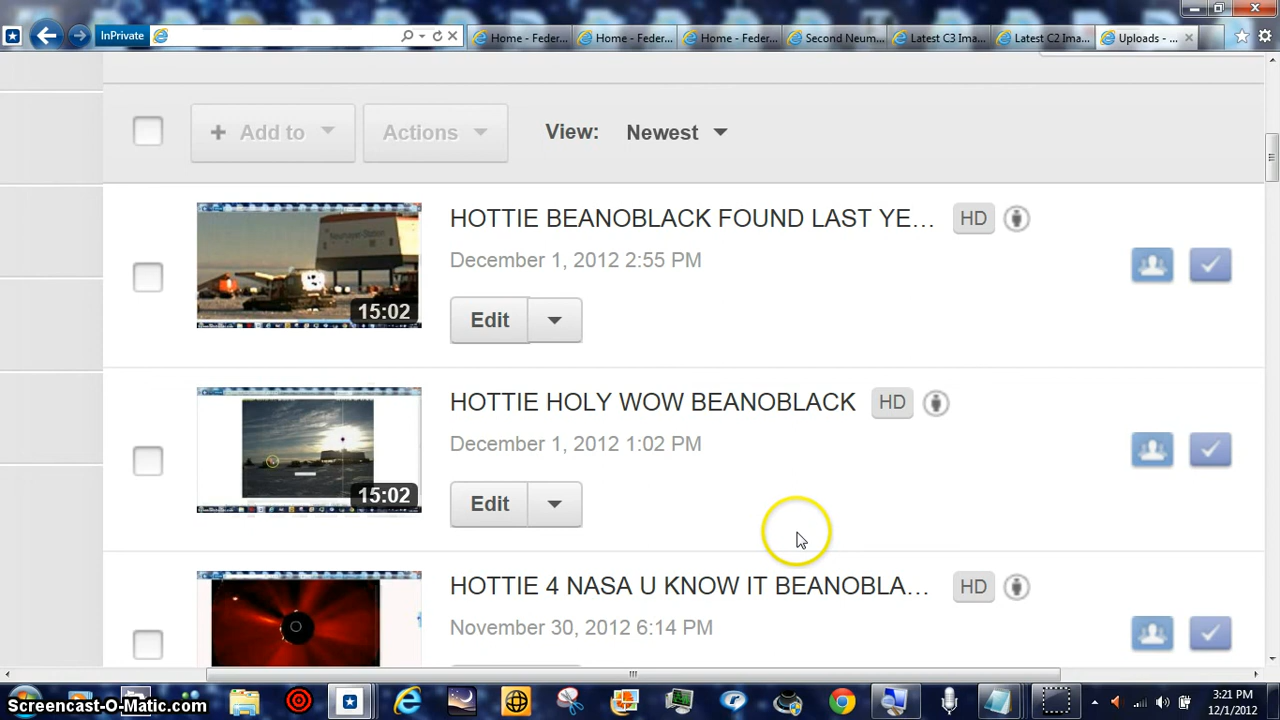 InPrivate
Home - Feder...
Home - Feder...
Home - Feder...
Second Neum...
Latest C3 Ima...
Latest C2 Ima...
Uploads - ...
+ Add to
Actions
View:
Newest
Neumayer-Station
15:02
HOTTIE BEANOBLACK FOUND LAST YE...
HD
December 1, 2012 2:55 PM
Edit
15:02
HOTTIE HOLY WOW BEANOBLACK
HD
December 1, 2012 1:02 PM
Edit
HOTTIE 4 NASA U KNOW IT BEANOBLA...
HD
November 30, 2012 6:14 PM
Screencast-O-Matic.com
3:21 PM
12/1/2012